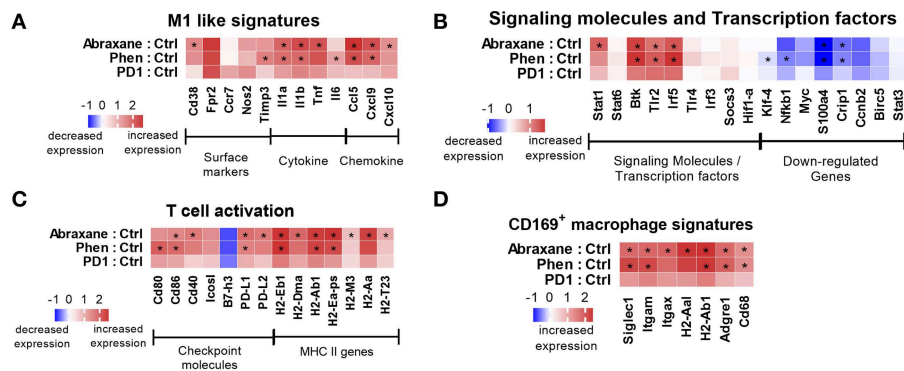 A
M1 like signatures
Abraxane : Ctrl
Phen : Ctrl
PD1 : Ctrl
* * * * * * *
* * * * * *
Cd38 Fpr2 Ccr7 Nos2 Timp3 Il1a Il1b Tnf Il6 Ccl5 Cxcl9 Cxcl10
-1 0 1 2 3
decreased expression
increased expression
Surface markers
Cytokine
Chemokine
B
Signaling molecules and Transcription factors
Abraxane : Ctrl
Phen : Ctrl
PD1 : Ctrl
* * * * * *
* * * * * * *
Stat1 Stat6 Btk Tlr2 Irf5 Tlr4 Irf3 Socs3 Hif1-a Klf-4 Nfkb1 Myc S100a4 Crip1 Ccnb2 Birc5 Stat3
-1 0 1 2 3
decreased expression
increased expression
Signaling Molecules / Transcription factors
Down-regulated Genes
C
T cell activation
Abraxane : Ctrl
Phen : Ctrl
PD1 : Ctrl
* * * * * * * * * * *
* * * * * *
Cd80 Cd86 Cd40 Icosl B7-h3 PD-L1 PD-L2 H2-Eb1 H2-Dma H2-Ab1 H2-Ea-ps H2-M3 H2-Aa H2-T23
-1 0 1 2 3
decreased expression
increased expression
Checkpoint molecules
MHC II genes
D
CD169+ macrophage signatures
Abraxane : Ctrl
Phen : Ctrl
PD1 : Ctrl
* * * * * * *
* * * * *
Siglec1 Itgam Itgax H2-Aal H2-Ab1 Adgre1 Cd68
-1 0 1 2 3
increased expression